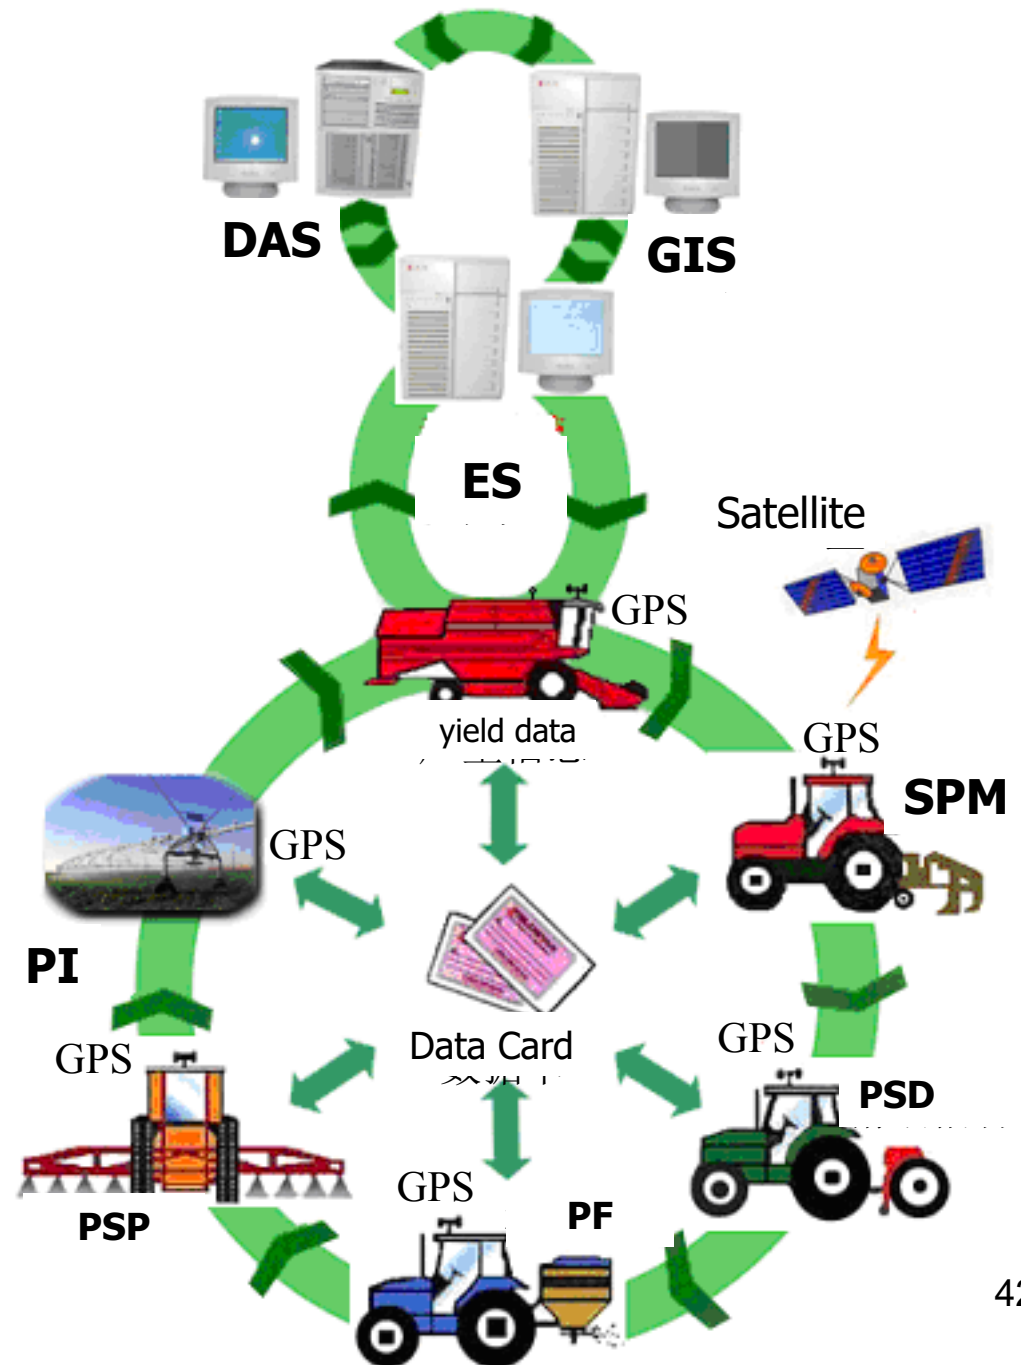 DAS
GIS
ES
Satellite
GPS
yield data
GPS
SPM
GPS
PI
Data Card
GPS
GPS
PSD
GPS
PF
PSP
42